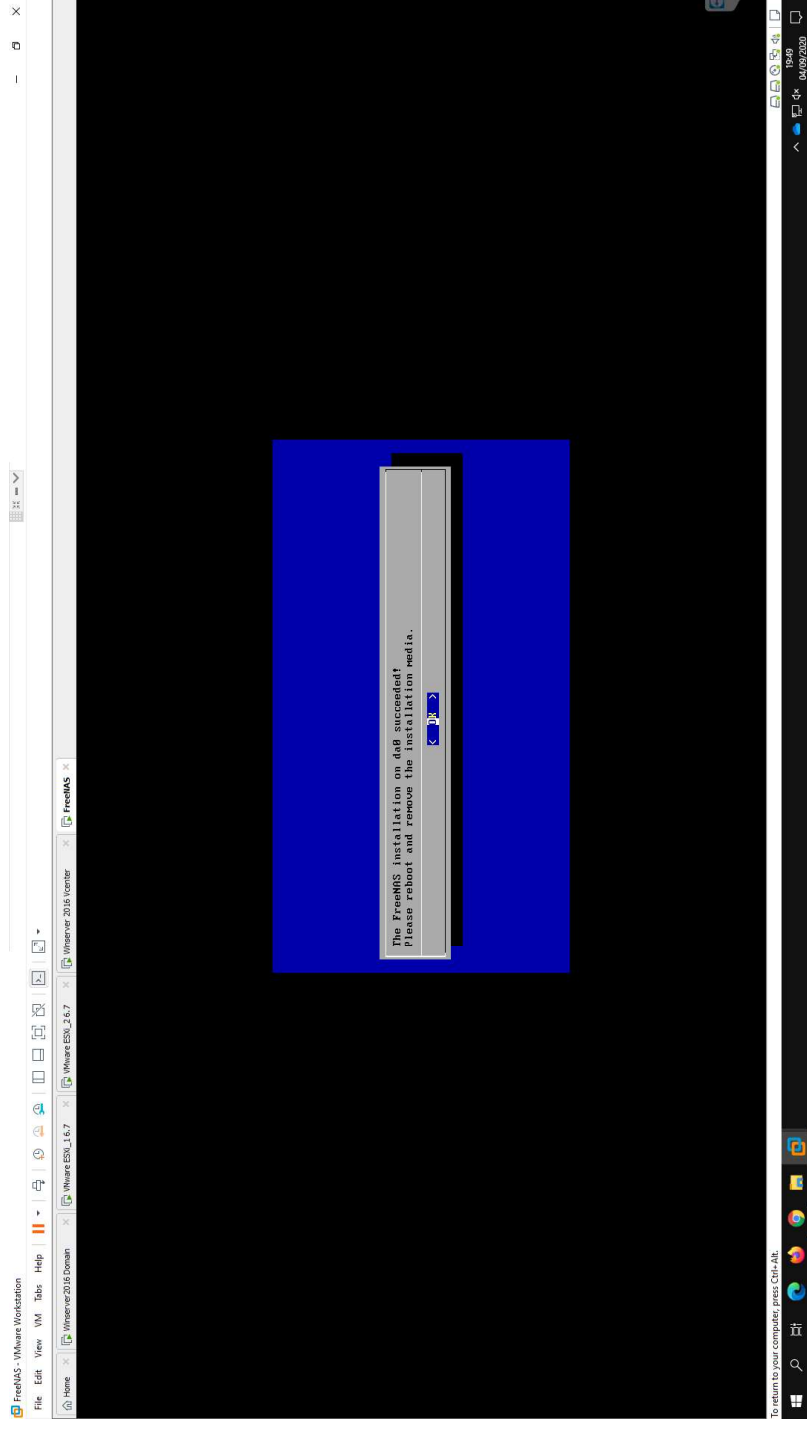 FreeNAS - VMware Workstation
File Edit View VM Tabs Help
Home
Winserver2016 Domain
VMware ESXi_1 6.7
VMware ESXi_2 6.7
Winserver 2016 Vcenter
FreeNAS
The FreeNAS installation on da0 succeeded!
Please reboot and remove the installation media.
< OK >
To return to your computer, press Ctrl+Alt.
19:49
04/09/2020